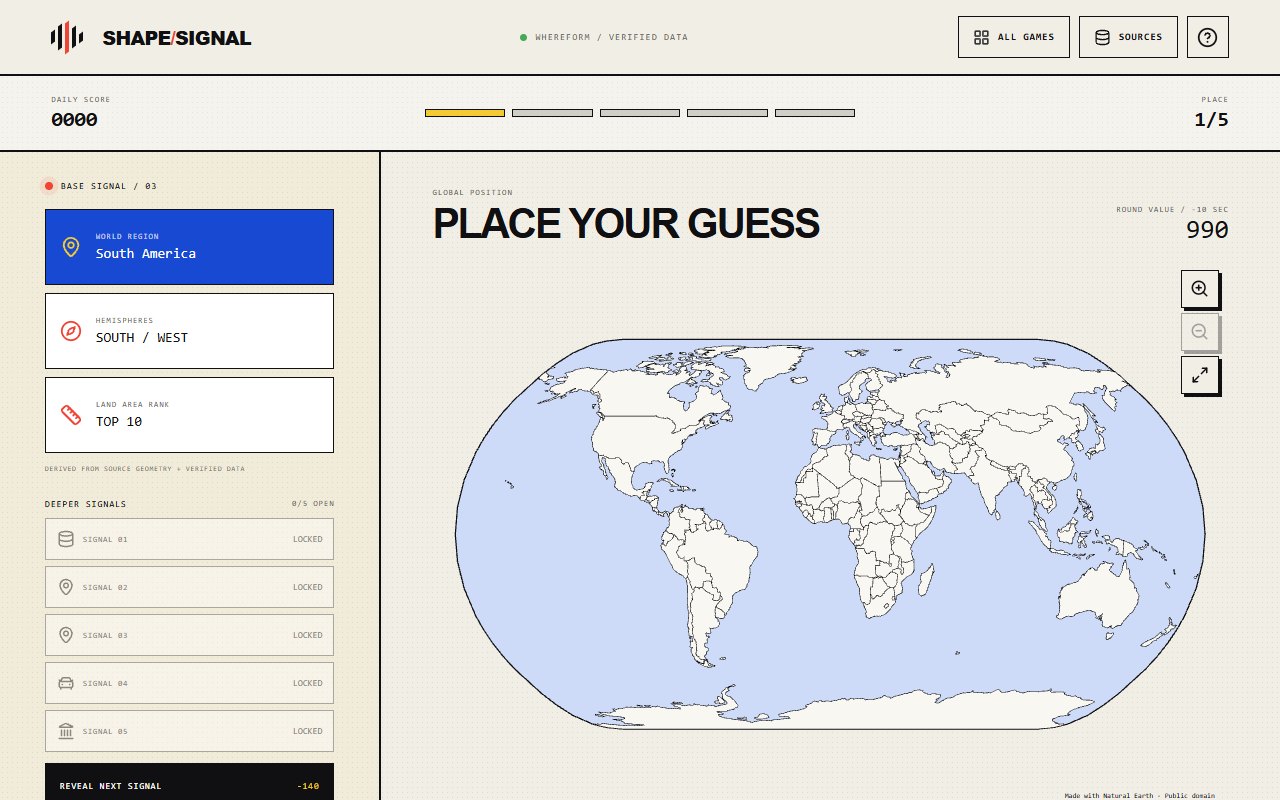 SHAPE/SIGNAL
WHEREFORM / VERIFIED DATA
ALL GAMES
SOURCES
DAILY SCORE
0000
PLACE
1/5
BASE SIGNAL / 03
WORLD REGION
South America
HEMISPHERES
SOUTH / WEST
LAND AREA RANK
TOP 10
DERIVED FROM SOURCE GEOMETRY + VERIFIED DATA
DEEPER SIGNALS
0/5 OPEN
SIGNAL 01
LOCKED
SIGNAL 02
LOCKED
SIGNAL 03
LOCKED
SIGNAL 04
LOCKED
SIGNAL 05
LOCKED
REVEAL NEXT SIGNAL
-140
GLOBAL POSITION
PLACE YOUR GUESS
ROUND VALUE / -10 SEC
990
Made with Natural Earth · Public domain